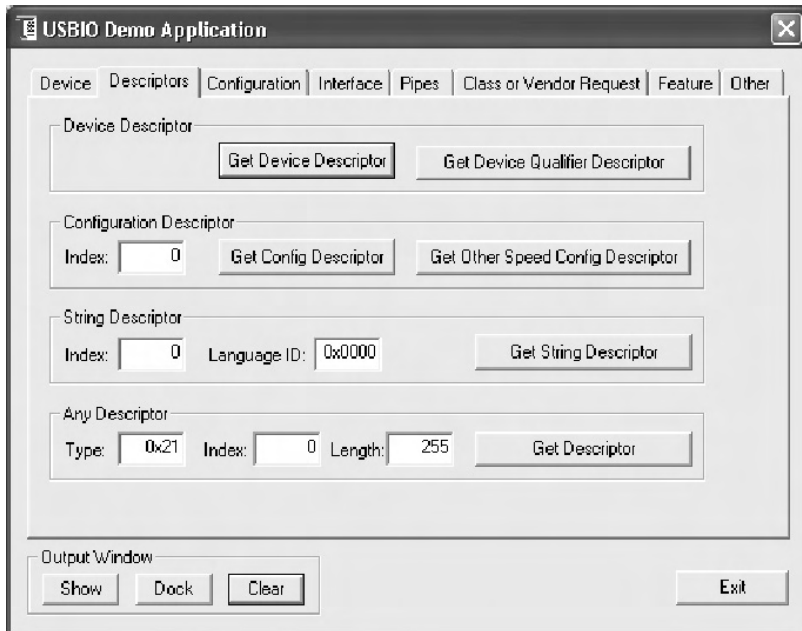 USBIO Demo Application
Device Descriptors Configuration Interface Pipes Class or Vendor Request Feature Other
Device Descriptor
Get Device Descriptor Get Device Qualifier Descriptor
Configuration Descriptor
Index: 0 Get Config Descriptor Get Other Speed Config Descriptor
String Descriptor
Index: 0 Language ID: 0x0000 Get String Descriptor
Any Descriptor
Type: 0x21 Index: 0 Length: 255 Get Descriptor
Output Window
Show Dock Clear Exit